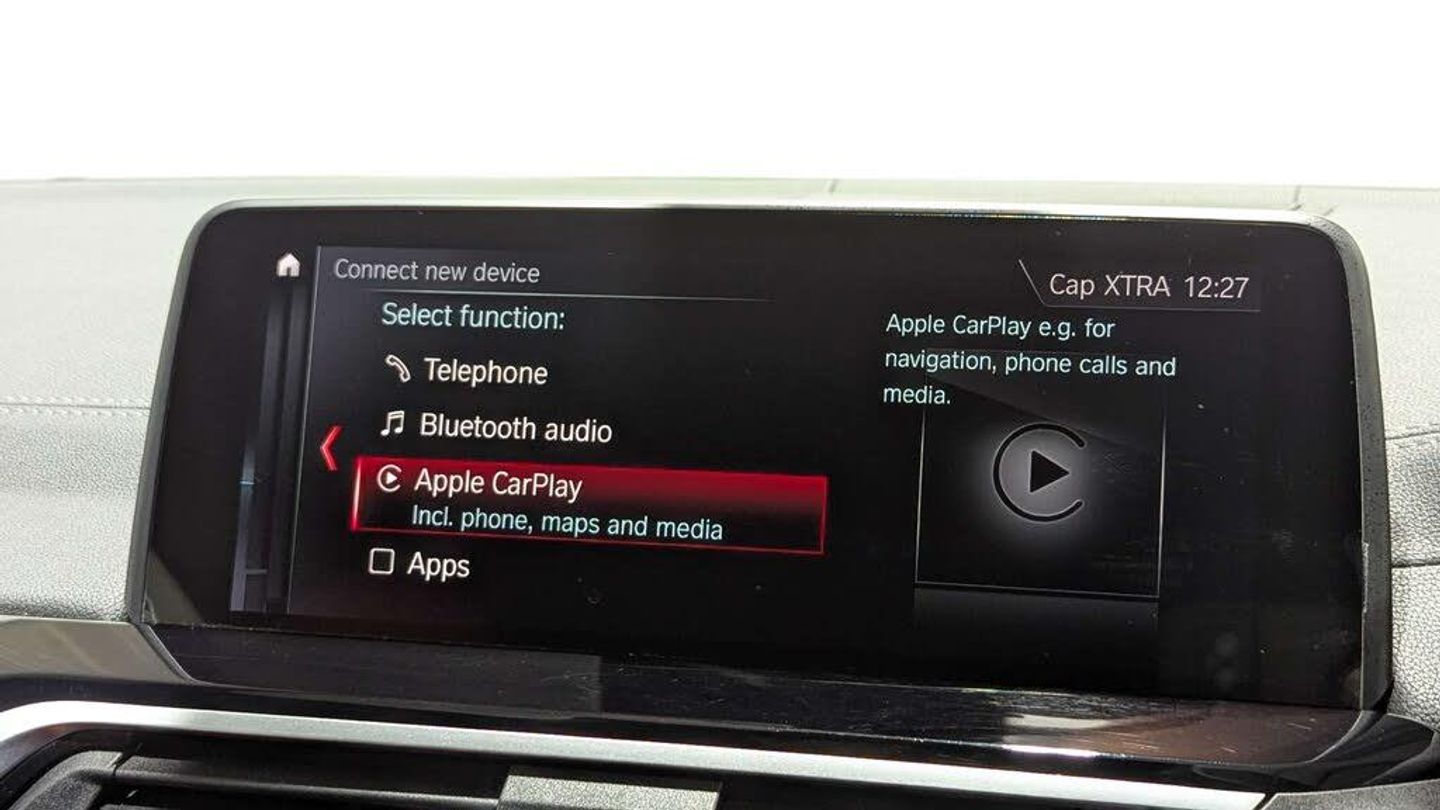 Connect new device
Cap XTRA 12:27
Select function:
Telephone
Bluetooth audio
Apple CarPlay
Incl. phone, maps and media
Apps
Apple CarPlay e.g. for
navigation, phone calls and
media.